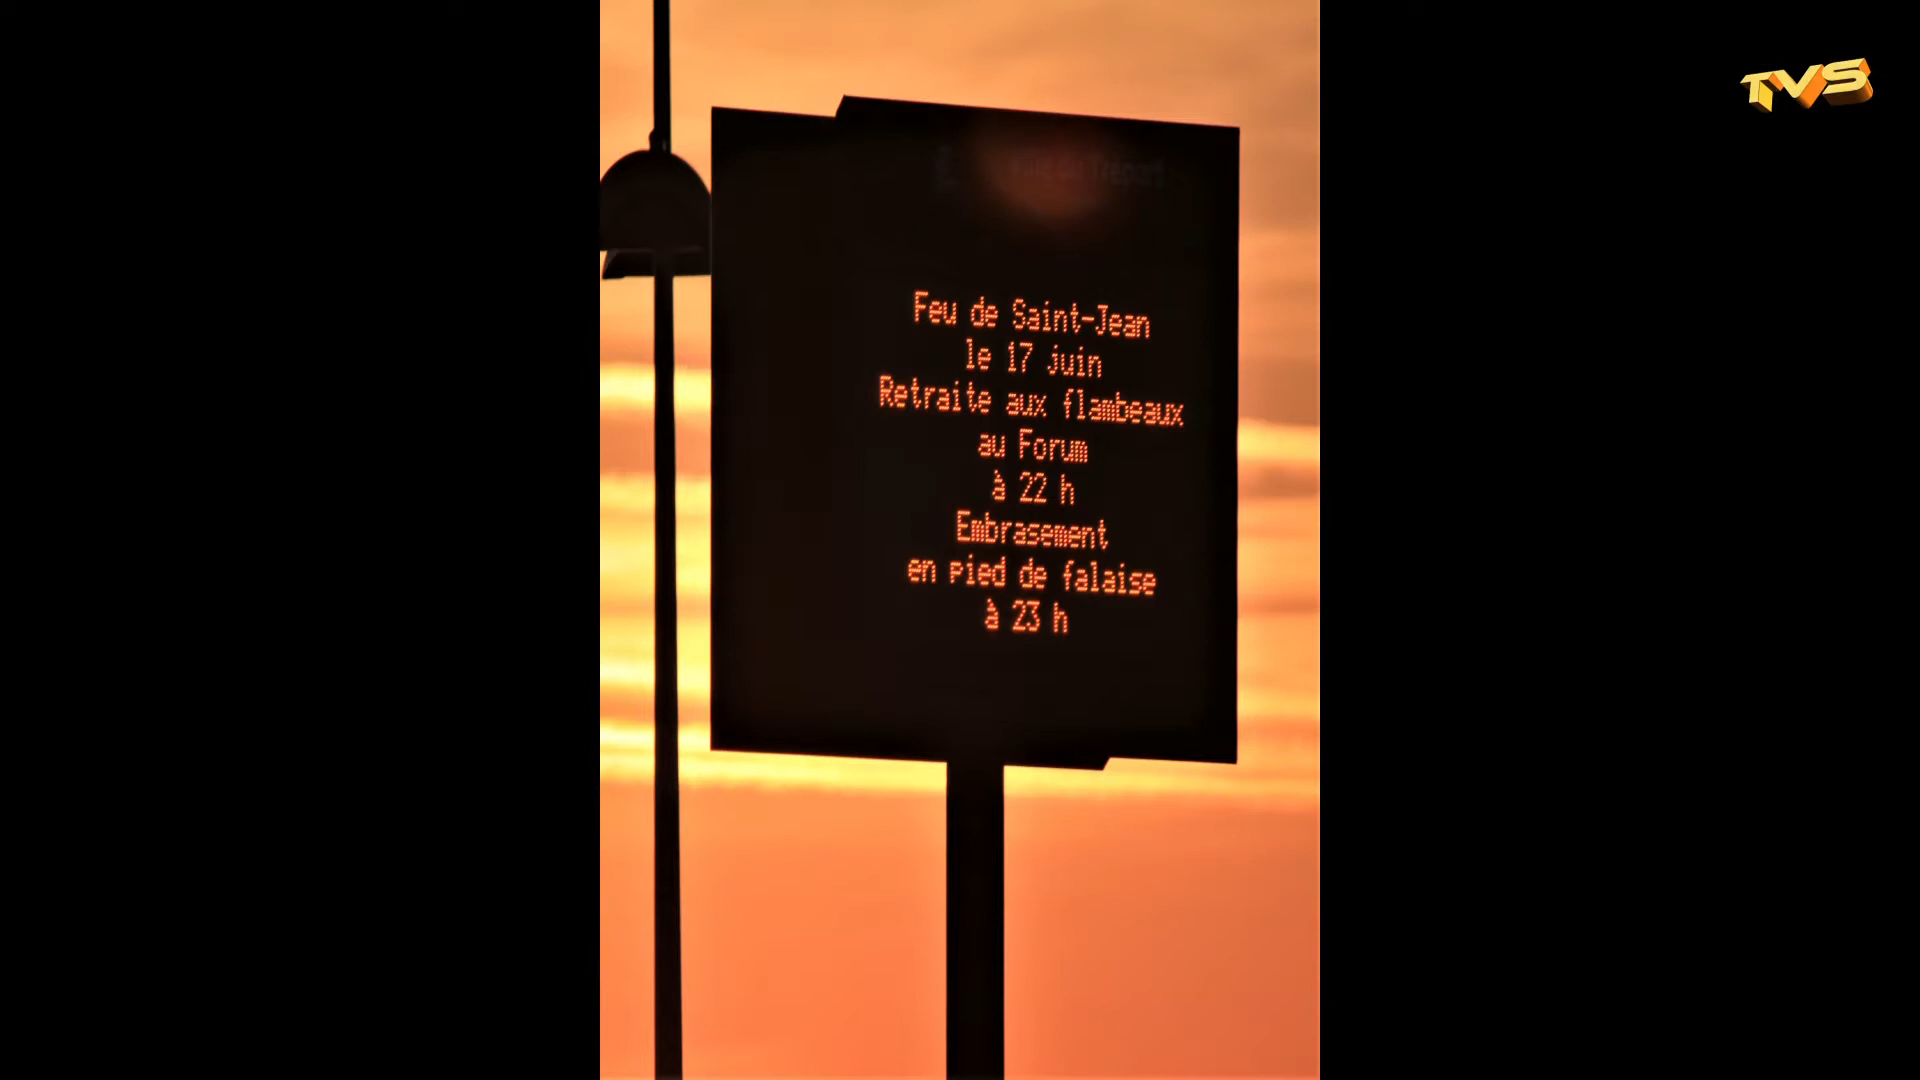 TVS
Feu de Saint-Jean
le 17 juin
Retraite aux flambeaux
au Forum
à 22 h
Embrasement
en pied de falaise
à 23 h